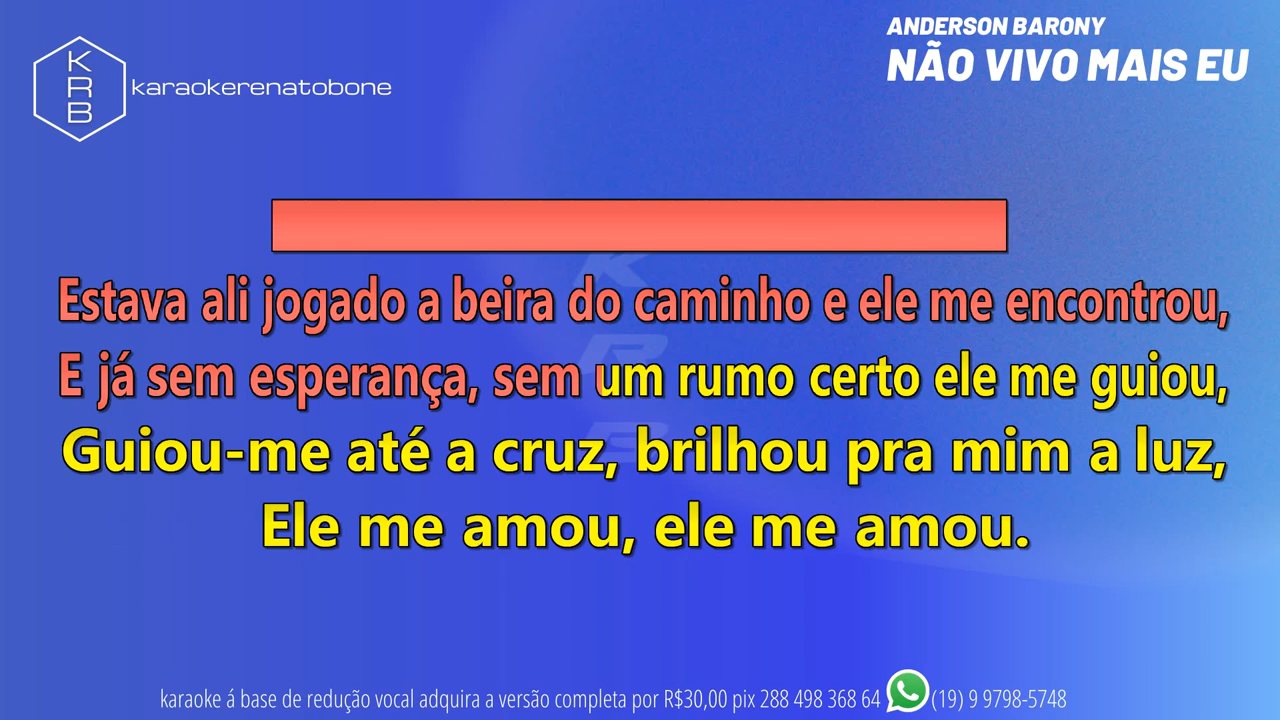 ANDERSON BARONY
NÃO VIVO MAIS EU
K
R
B
karaokerenatobone
Estava ali jogado a beira do caminho e ele me encontrou,
E já sem esperança, sem um rumo certo ele me guiou,
Guiou-me até a cruz, brilhou pra mim a luz,
Ele me amou, ele me amou.
K
R
B
karaoke á base de redução vocal adquira a versão completa por R$30,00 pix 288 498 368 64 (19) 9 9798-5748